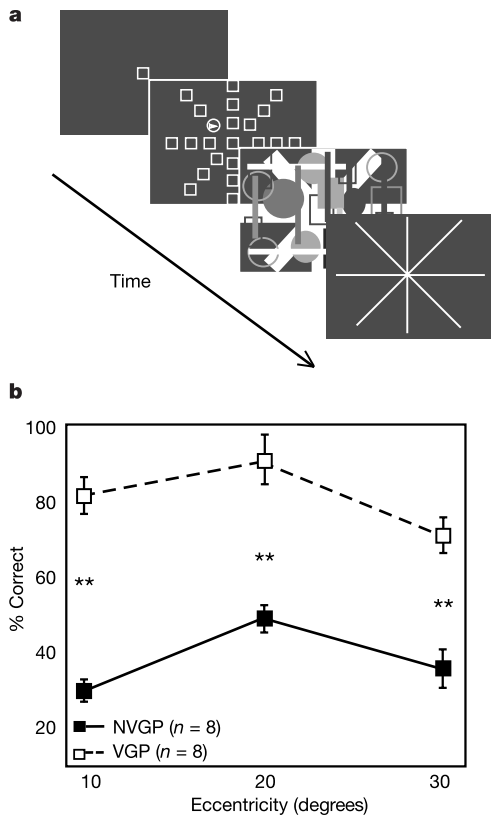 a
Time
b
100
80
60
40
20
% Correct
**
**
**
NVGP (n = 8)
VGP (n = 8)
10
20
30
Eccentricity (degrees)